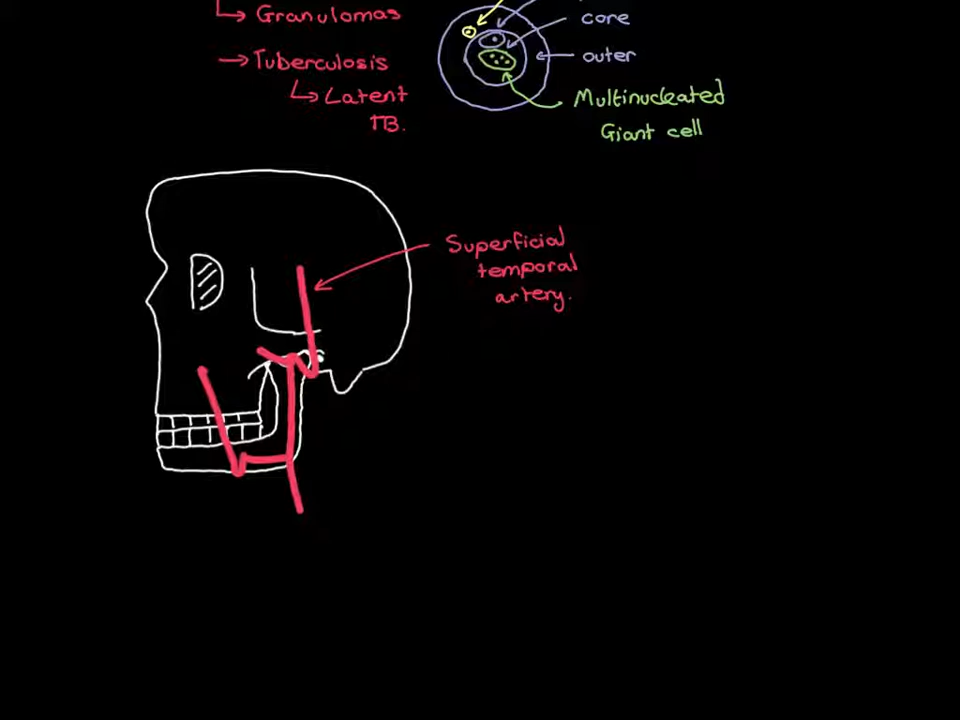 Granulomas
core
Tuberculosis
outer
Latent
TB.
Multinucleated
Giant cell
Superficial
temporal
artery.